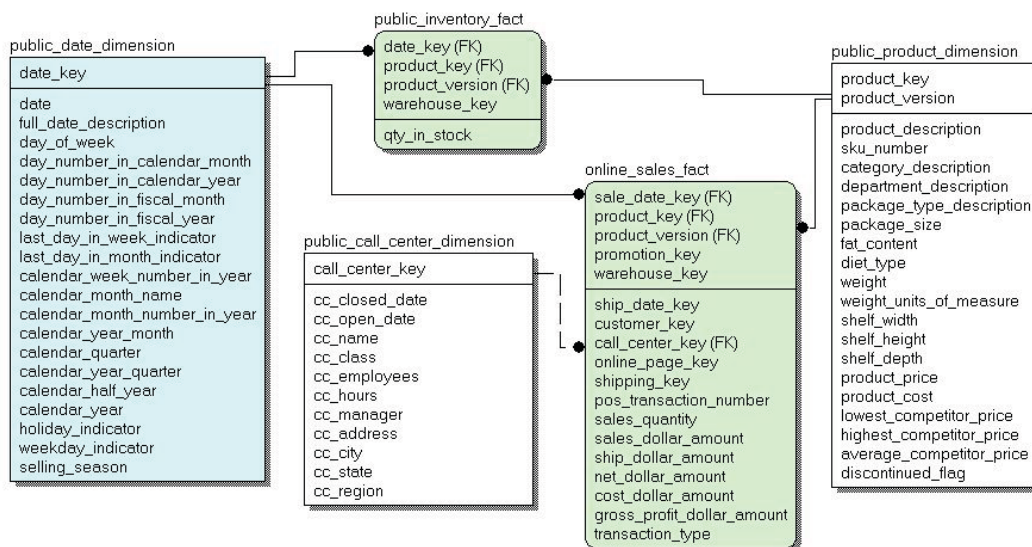 public_inventory_fact
date_key (FK)
product_key (FK)
product_version (FK)
warehouse_key
qty_in_stock
public_date_dimension
date_key
date
full_date_description
day_of_week
day_number_in_calendar_month
day_number_in_calendar_year
day_number_in_fiscal_month
day_number_in_fiscal_year
last_day_in_week_indicator
last_day_in_month_indicator
calendar_week_number_in_year
calendar_month_name
calendar_month_number_in_year
calendar_year_month
calendar_quarter
calendar_year_quarter
calendar_half_year
calendar_year
holiday_indicator
weekday_indicator
selling_season
public_product_dimension
product_key
product_version
product_description
sku_number
category_description
department_description
package_type_description
package_size
fat_content
diet_type
weight
weight_units_of_measure
shelf_width
shelf_height
shelf_depth
product_price
product_cost
lowest_competitor_price
highest_competitor_price
average_competitor_price
discontinued_flag
online_sales_fact
sale_date_key (FK)
product_key (FK)
product_version (FK)
promotion_key
warehouse_key
ship_date_key
customer_key
call_center_key (FK)
online_page_key
shipping_key
pos_transaction_number
sales_quantity
sales_dollar_amount
ship_dollar_amount
net_dollar_amount
cost_dollar_amount
gross_profit_dollar_amount
transaction_type
public_call_center_dimension
call_center_key
cc_closed_date
cc_open_date
cc_name
cc_class
cc_employees
cc_hours
cc_manager
cc_address
cc_city
cc_state
cc_region